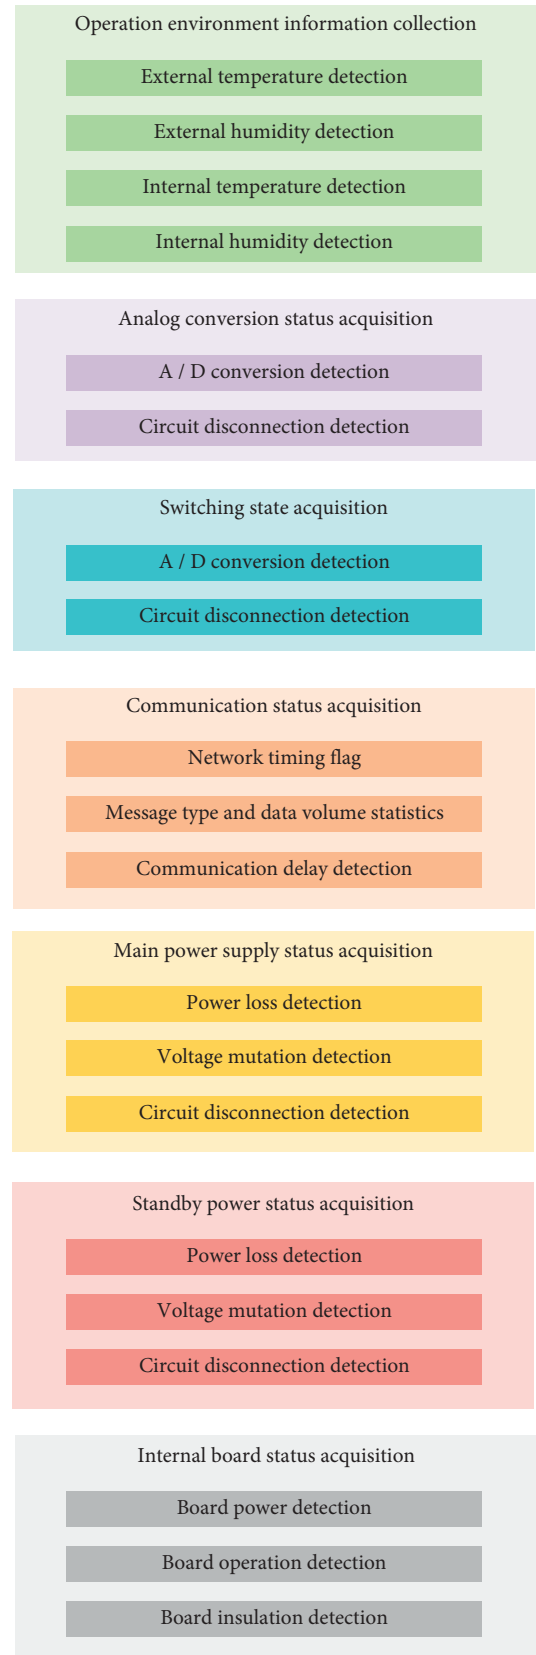 Operation environment information collection
External temperature detection
External humidity detection
Internal temperature detection
Internal humidity detection
Analog conversion status acquisition
A / D conversion detection
Circuit disconnection detection
Switching state acquisition
A / D conversion detection
Circuit disconnection detection
Communication status acquisition
Network timing flag
Message type and data volume statistics
Communication delay detection
Main power supply status acquisition
Power loss detection
Voltage mutation detection
Circuit disconnection detection
Standby power status acquisition
Power loss detection
Voltage mutation detection
Circuit disconnection detection
Internal board status acquisition
Board power detection
Board operation detection
Board insulation detection